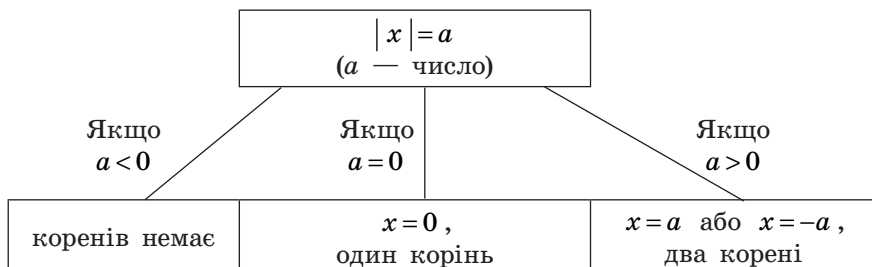 | x | = a
(a — число)
Якщо
a < 0
Якщо
a = 0
Якщо
a > 0
коренів немає
x = 0 ,
один корінь
x = a або x = –a ,
два корені